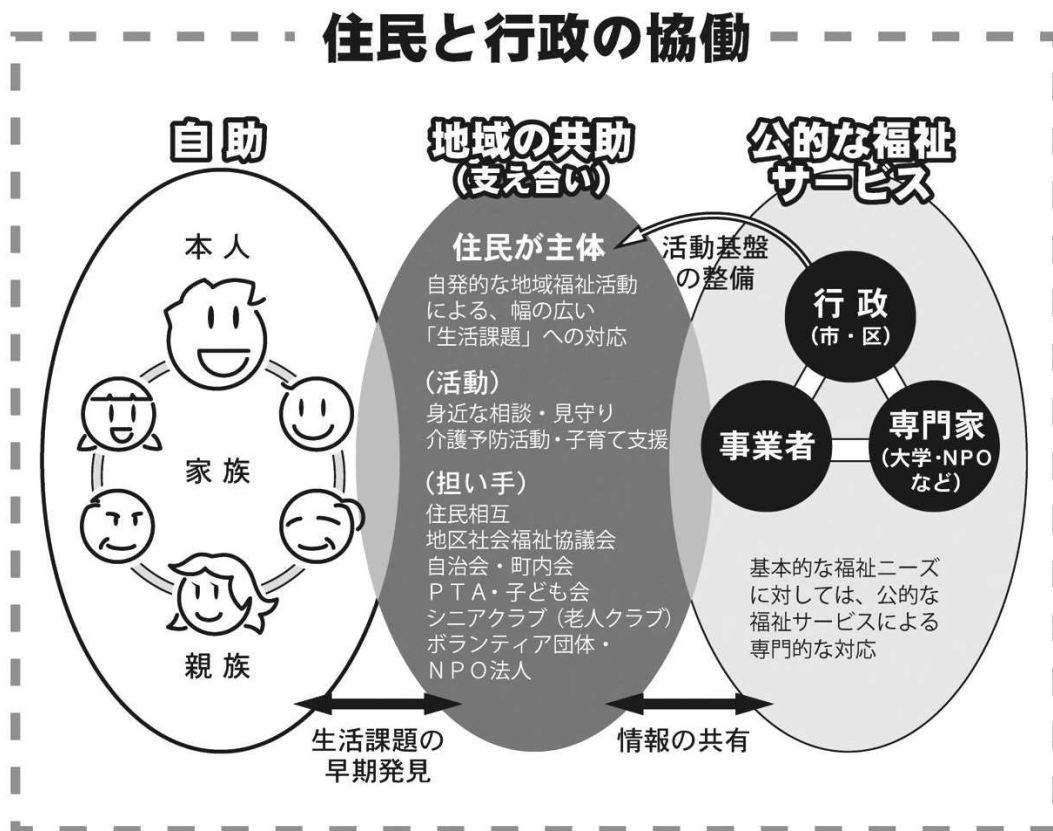 住民と行政の協働
自助
本人
家族
親族
地域の共助
(支え合い)
住民が主体
自発的な地域福祉活動
による、幅の広い
「生活課題」への対応
(活動)
身近な相談・見守り
介護予防活動・子育て支援
(担い手)
住民相互
地区社会福祉協議会
自治会・町内会
PTA・子ども会
シニアクラブ(老人クラブ)
ボランティア団体・
NPO法人
公的な福祉
サービス
活動基盤
の整備
行政
(市・区)
事業者
専門家
(大学・NPO
など)
基本的な福祉ニーズ
に対しては、公的な
福祉サービスによる
専門的な対応
生活課題の
早期発見
情報の共有